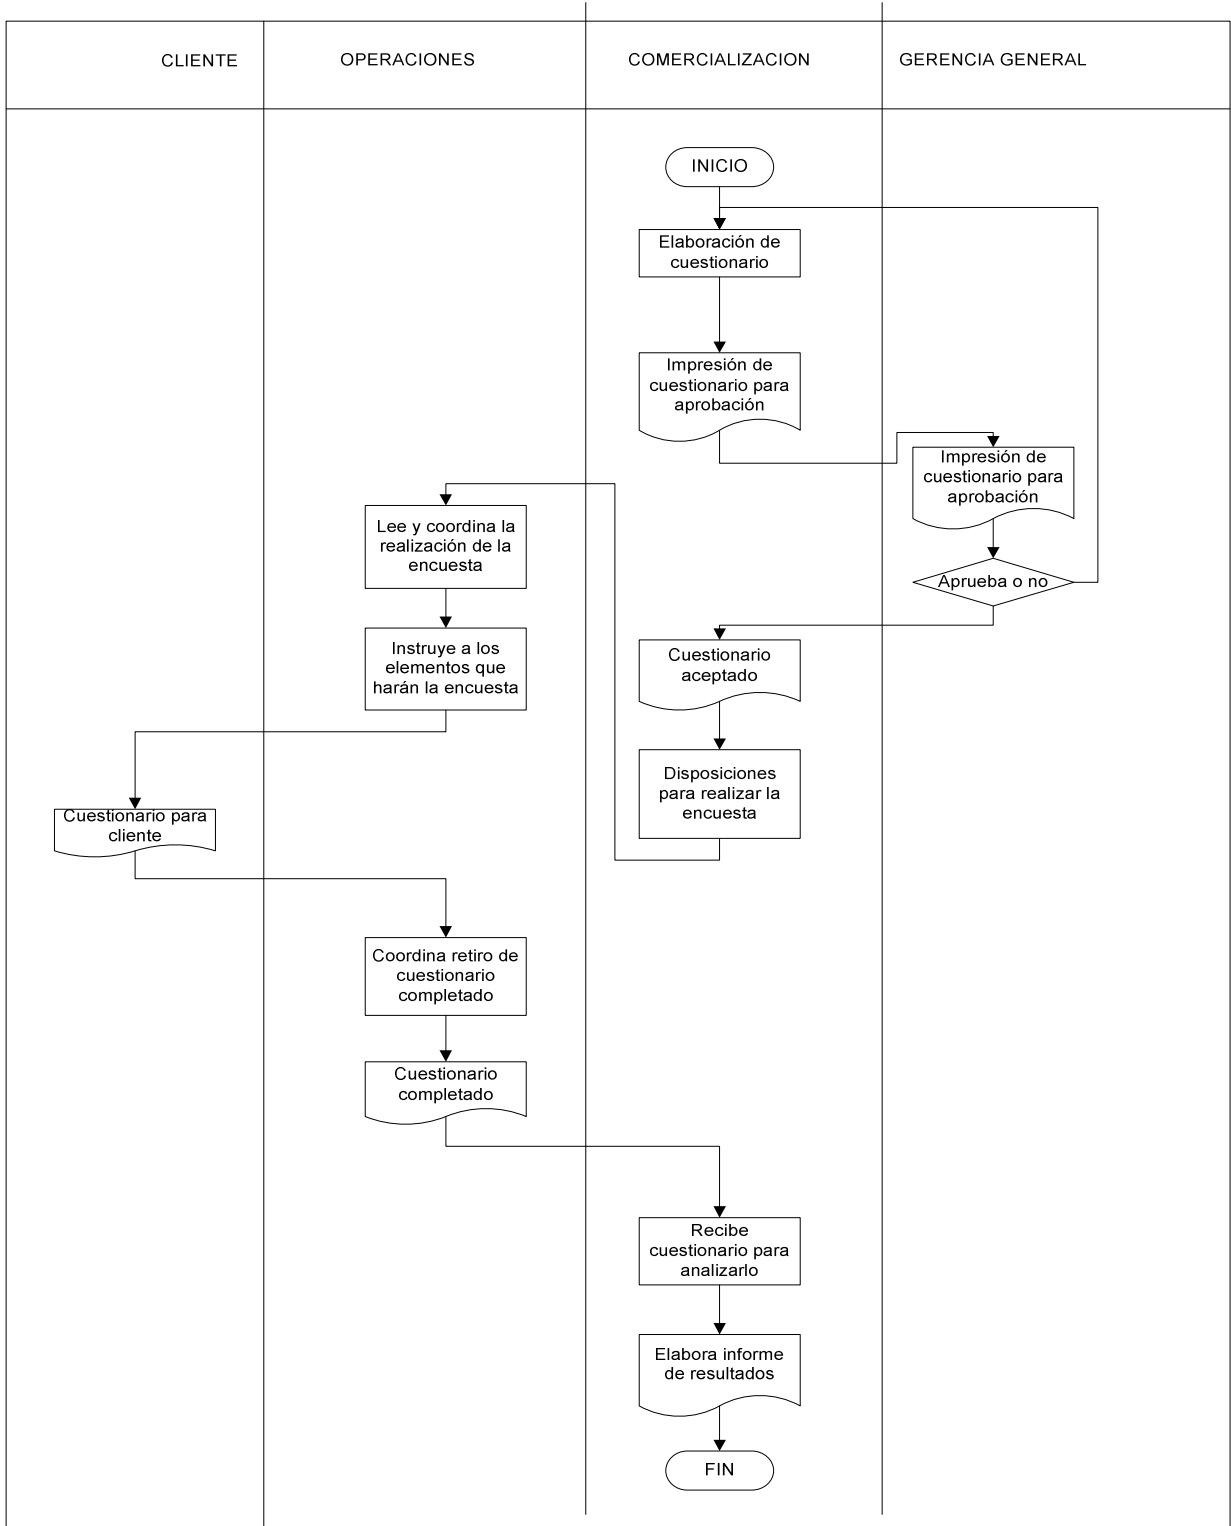 CLIENTE
OPERACIONES
COMERCIALIZACION
GERENCIA GENERAL
INICIO
Elaboración de
cuestionario
Impresión de
cuestionario para
aprobación
Impresión de
cuestionario para
aprobación
Aprueba o no
Cuestionario
aceptado
Disposiciones
para realizar la
encuesta
Lee y coordina la
realización de la
encuesta
Instruye a los
elementos que
harán la encuesta
Cuestionario para
cliente
Coordina retiro de
cuestionario
completado
Cuestionario
completado
Recibe
cuestionario para
analizarlo
Elabora informe
de resultados
FIN